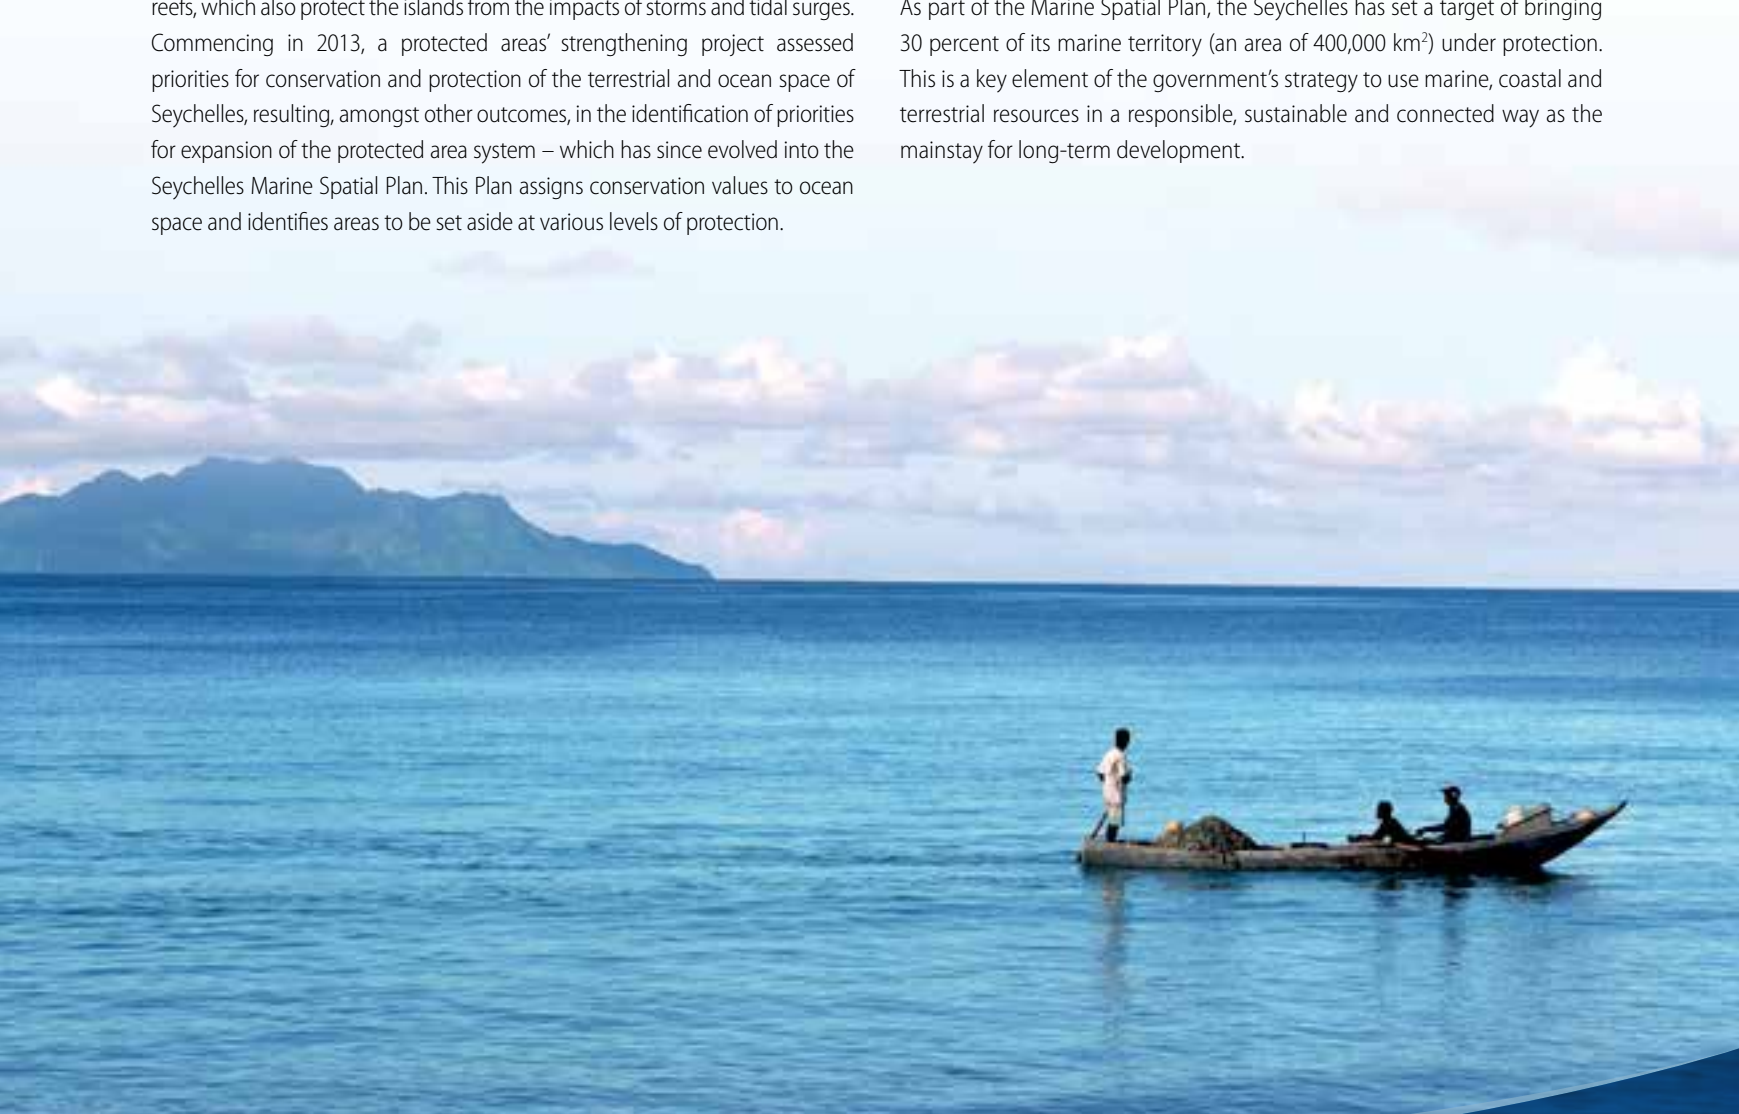 reefs, which also protect the islands from the impacts of storms and tidal surges.
Commencing in 2013, a protected areas’ strengthening project assessed
priorities for conservation and protection of the terrestrial and ocean space of
Seychelles, resulting, amongst other outcomes, in the identification of priorities
for expansion of the protected area system – which has since evolved into the
Seychelles Marine Spatial Plan. This Plan assigns conservation values to ocean
space and identifies areas to be set aside at various levels of protection.
As part of the Marine Spatial Plan, the Seychelles has set a target of bringing
30 percent of its marine territory (an area of 400,000 km²) under protection.
This is a key element of the government’s strategy to use marine, coastal and
terrestrial resources in a responsible, sustainable and connected way as the
mainstay for long-term development.